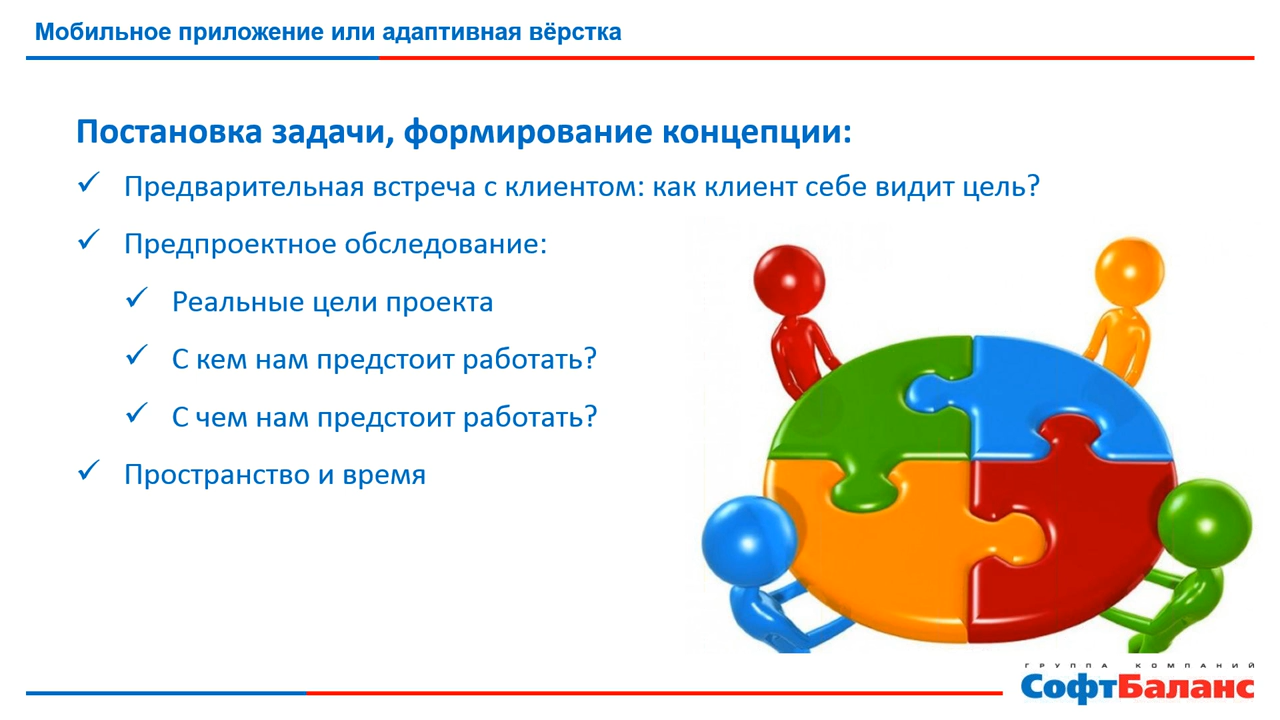 Мобильное приложение или адаптивная вёрстка
Постановка задачи, формирование концепции:
Предварительная встреча с клиентом: как клиент себе видит цель?
Предпроектное обследование:
Реальные цели проекта
С кем нам предстоит работать?
С чем нам предстоит работать?
Пространство и время
ГРУППА КОМПАНИЙ
СофтБаланс